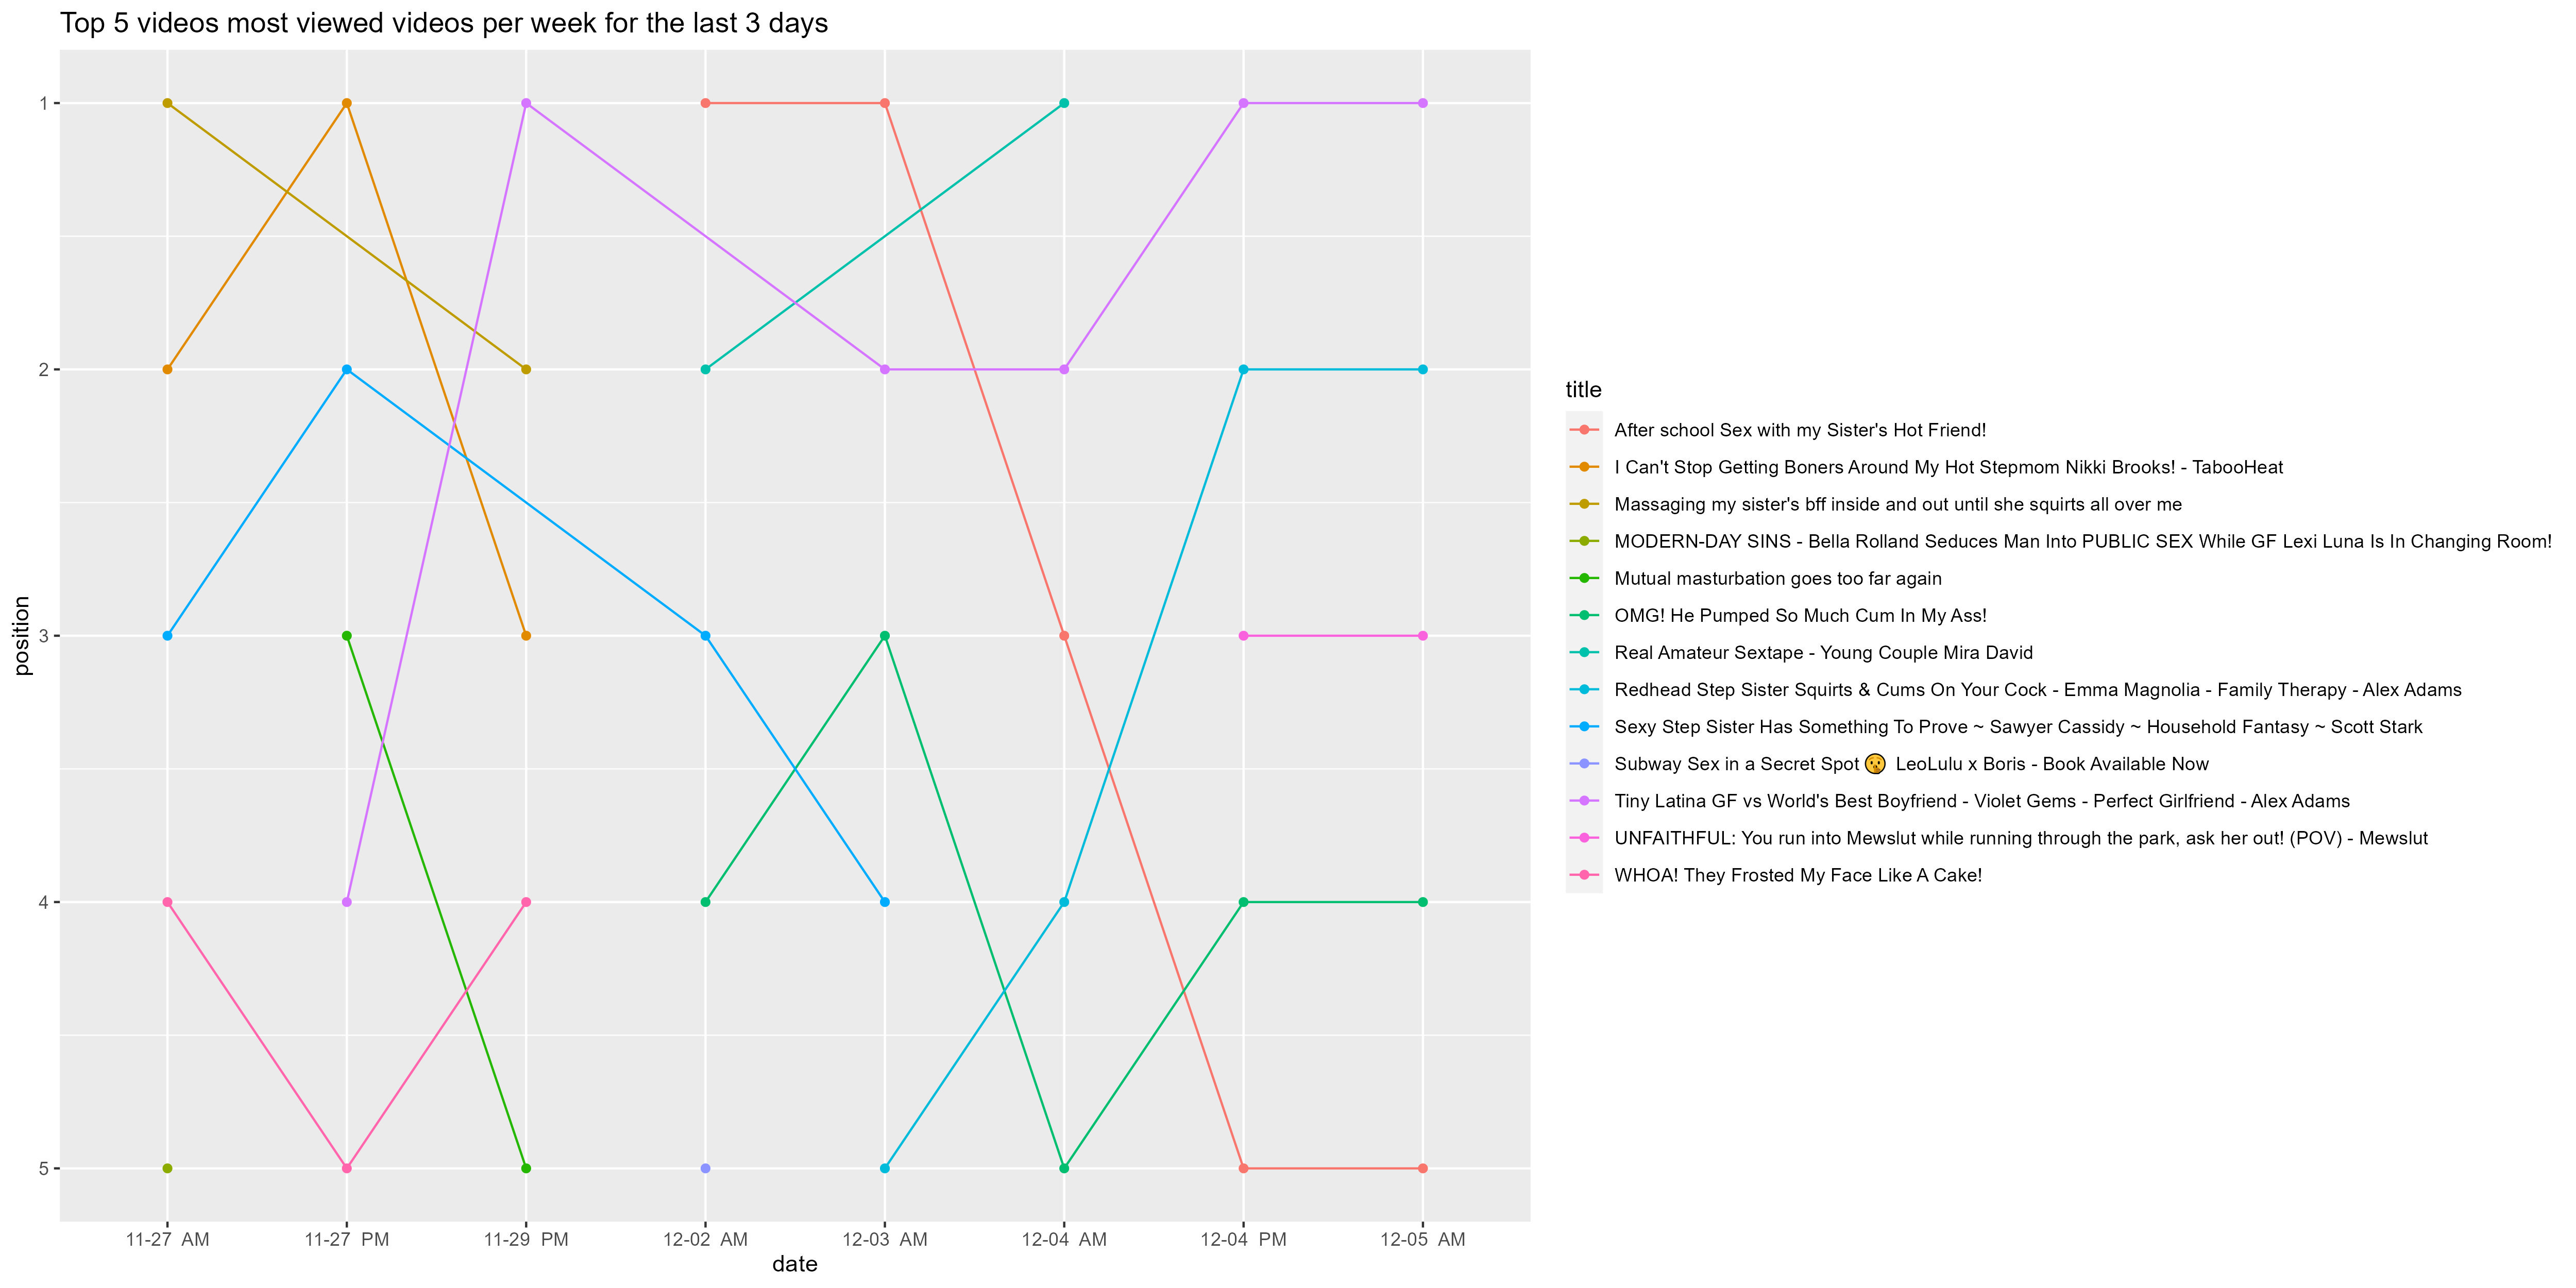 Top 5 videos most viewed videos per week for the last 3 days
position
1
2
3
4
5
11-27 AM
11-27 PM
11-29 PM
12-02 AM
12-03 AM
12-04 AM
12-04 PM
12-05 AM
date
title
After school Sex with my Sister's Hot Friend!
I Can't Stop Getting Boners Around My Hot Stepmom Nikki Brooks! - TabooHeat
Massaging my sister's bff inside and out until she squirts all over me
MODERN-DAY SINS - Bella Rolland Seduces Man Into PUBLIC SEX While GF Lexi Luna Is In Changing Room!
Mutual masturbation goes too far again
OMG! He Pumped So Much Cum In My Ass!
Real Amateur Sextape - Young Couple Mira David
Redhead Step Sister Squirts & Cums On Your Cock - Emma Magnolia - Family Therapy - Alex Adams
Sexy Step Sister Has Something To Prove ~ Sawyer Cassidy ~ Household Fantasy ~ Scott Stark
Subway Sex in a Secret Spot 🤫 LeoLulu x Boris - Book Available Now
Tiny Latina GF vs World's Best Boyfriend - Violet Gems - Perfect Girlfriend - Alex Adams
UNFAITHFUL: You run into Mewslut while running through the park, ask her out! (POV) - Mewslut
WHOA! They Frosted My Face Like A Cake!